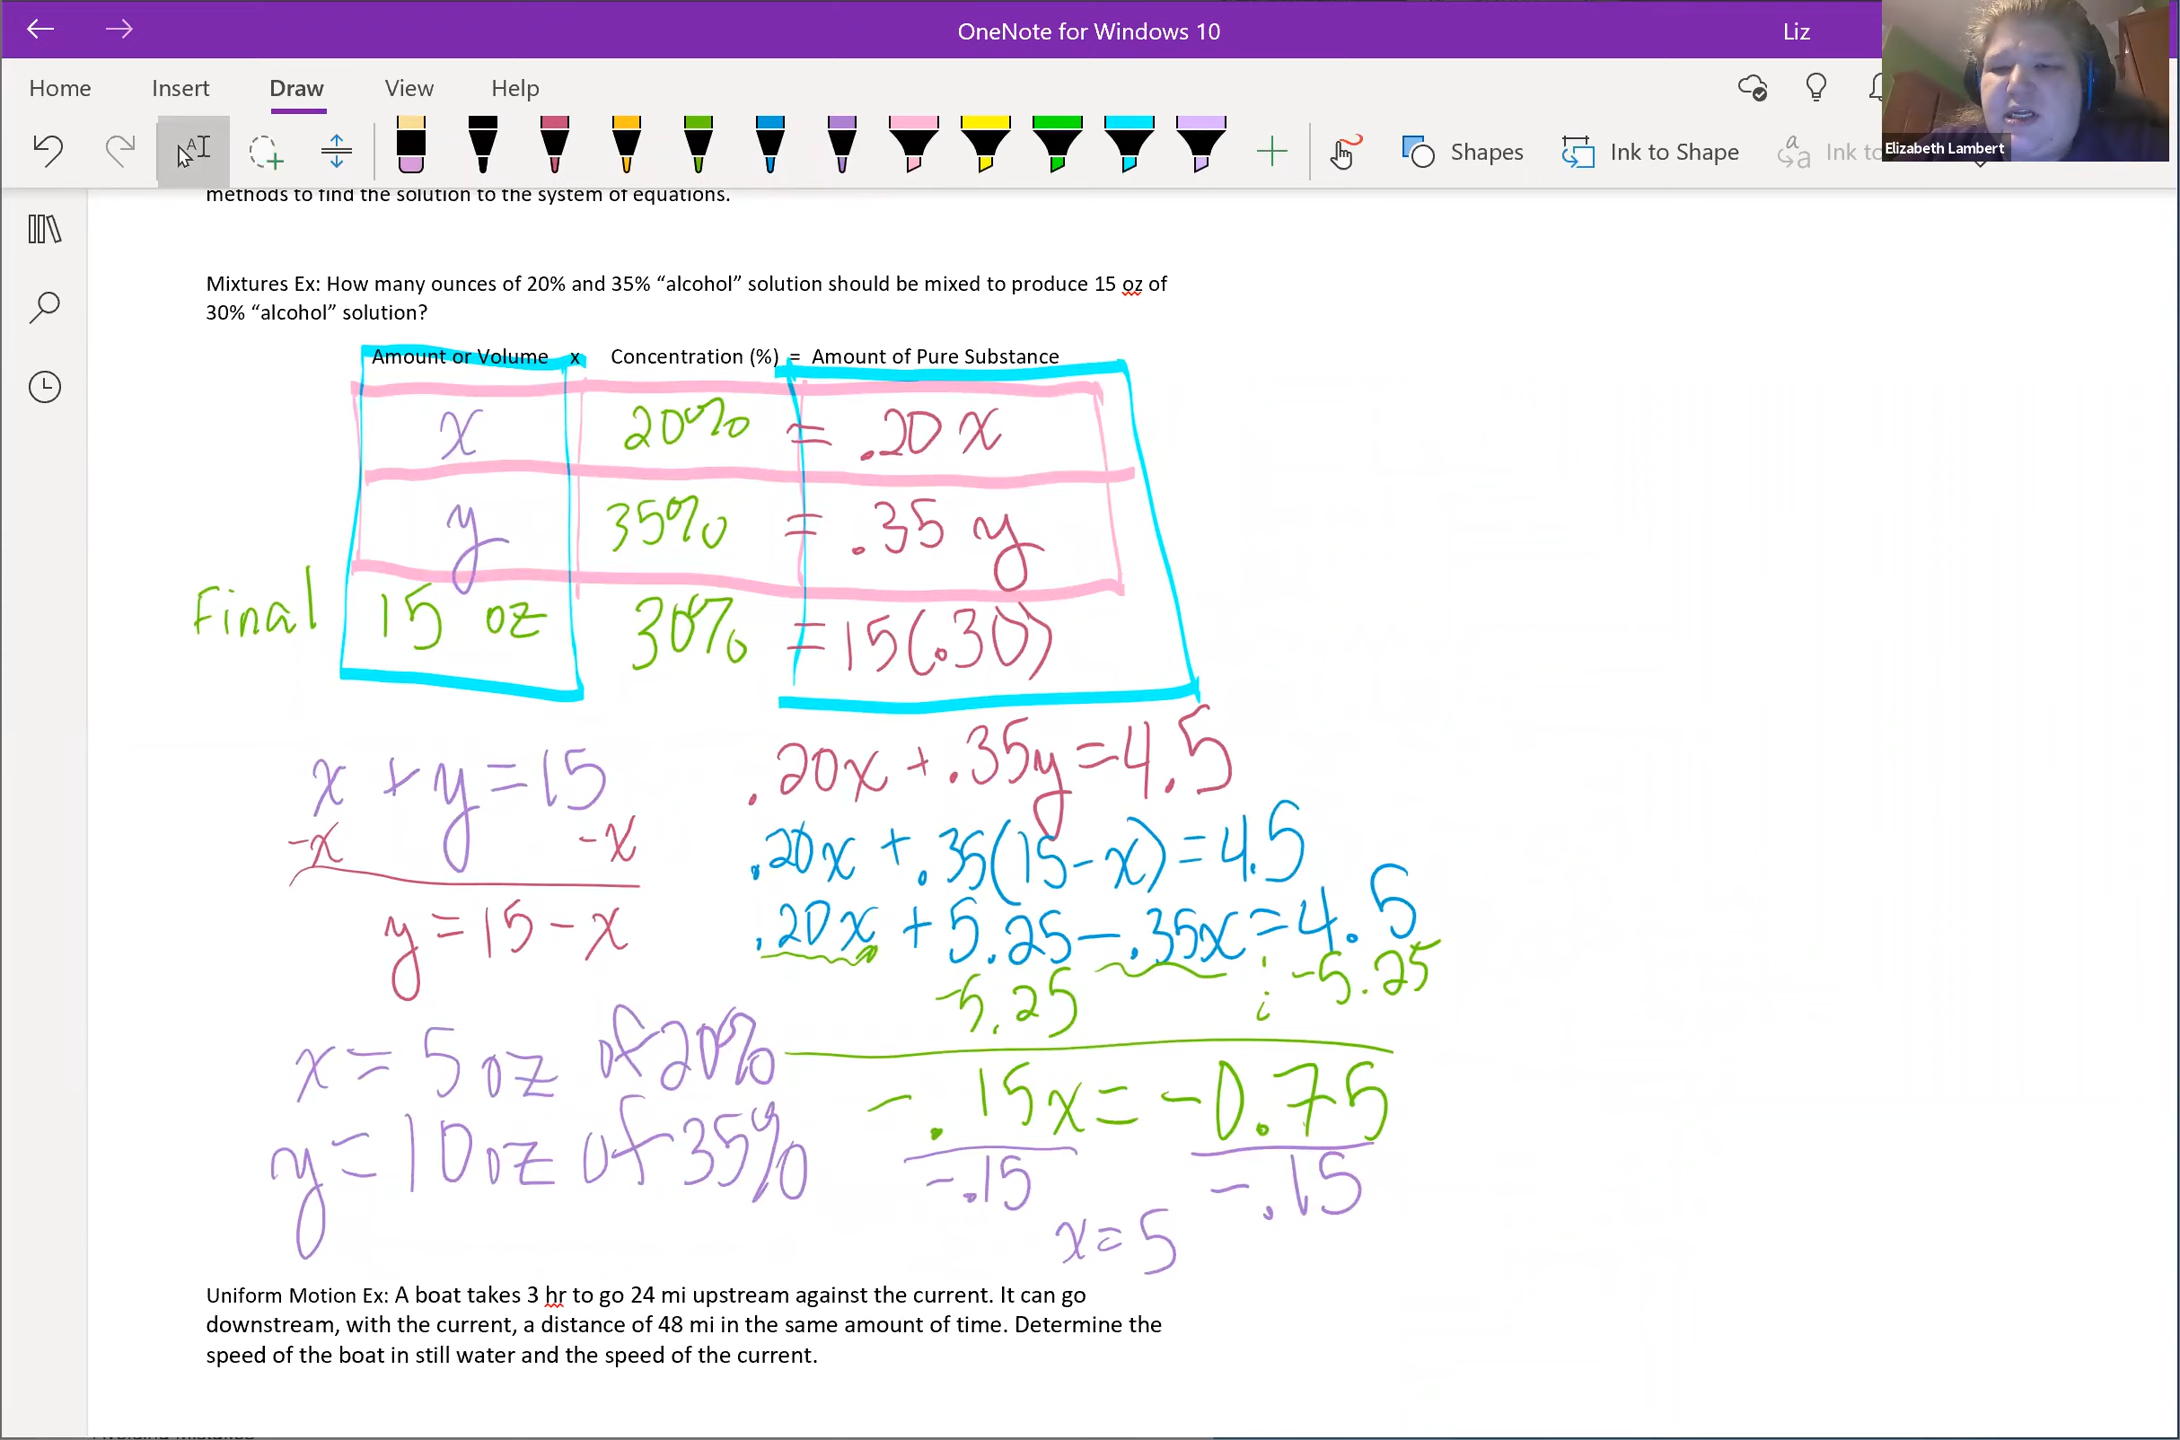 OneNote for Windows 10
Liz
Home Insert Draw View Help
Shapes Ink to Shape Ink to
Elizabeth Lambert
methods to find the solution to the system of equations.
Mixtures Ex: How many ounces of 20% and 35% “alcohol” solution should be mixed to produce 15 oz of
30% “alcohol” solution?
Amount or Volume x Concentration (%) = Amount of Pure Substance
x 20% = .20x
y 35% = .35 y
Final 15 oz 30% = 15(.30)
x + y = 15
-x -x
y = 15 - x
.20x + .35y = 4.5
.20x + .35(15-x) = 4.5
.20x + 5.25 - .35x = 4.5
-5.25 -5.25
-.15x = -0.75
-.15 -.15
x = 5
x = 5 oz of 20%
y = 10 oz of 35%
Uniform Motion Ex: A boat takes 3 hr to go 24 mi upstream against the current. It can go
downstream, with the current, a distance of 48 mi in the same amount of time. Determine the
speed of the boat in still water and the speed of the current.